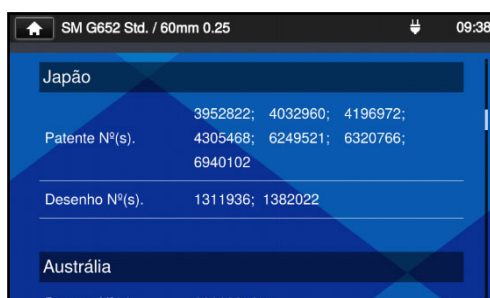 SM G652 Std. / 60mm 0.25 09:38
Japão
3952822; 4032960; 4196972;
Patente Nº(s). 4305468; 6249521; 6320766;
6940102
Desenho Nº(s). 1311936; 1382022
Austrália